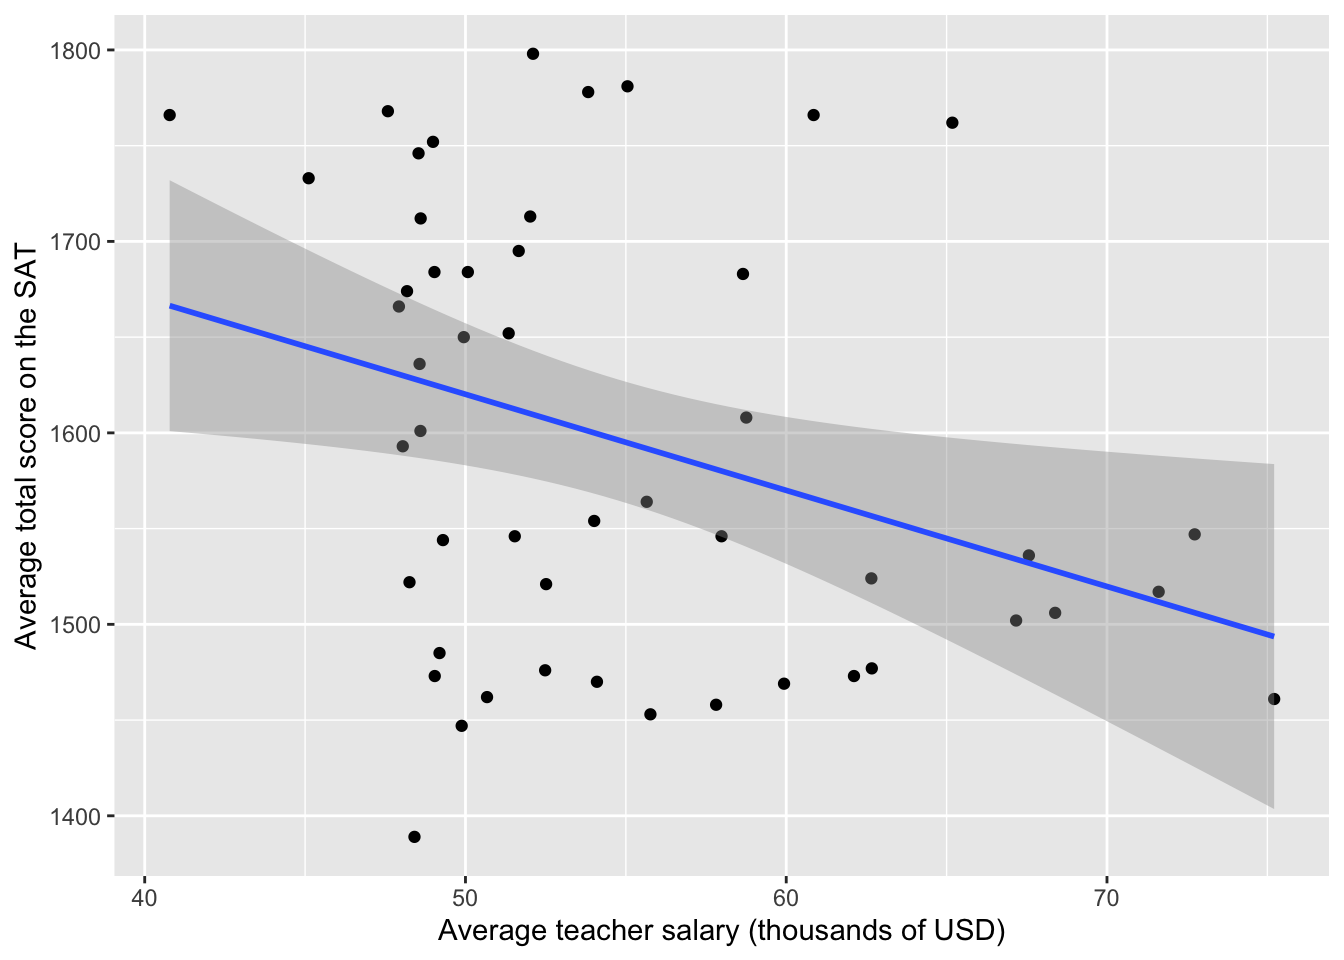 1800
1700
1600
1500
1400
Average total score on the SAT
40 50 60 70
Average teacher salary (thousands of USD)